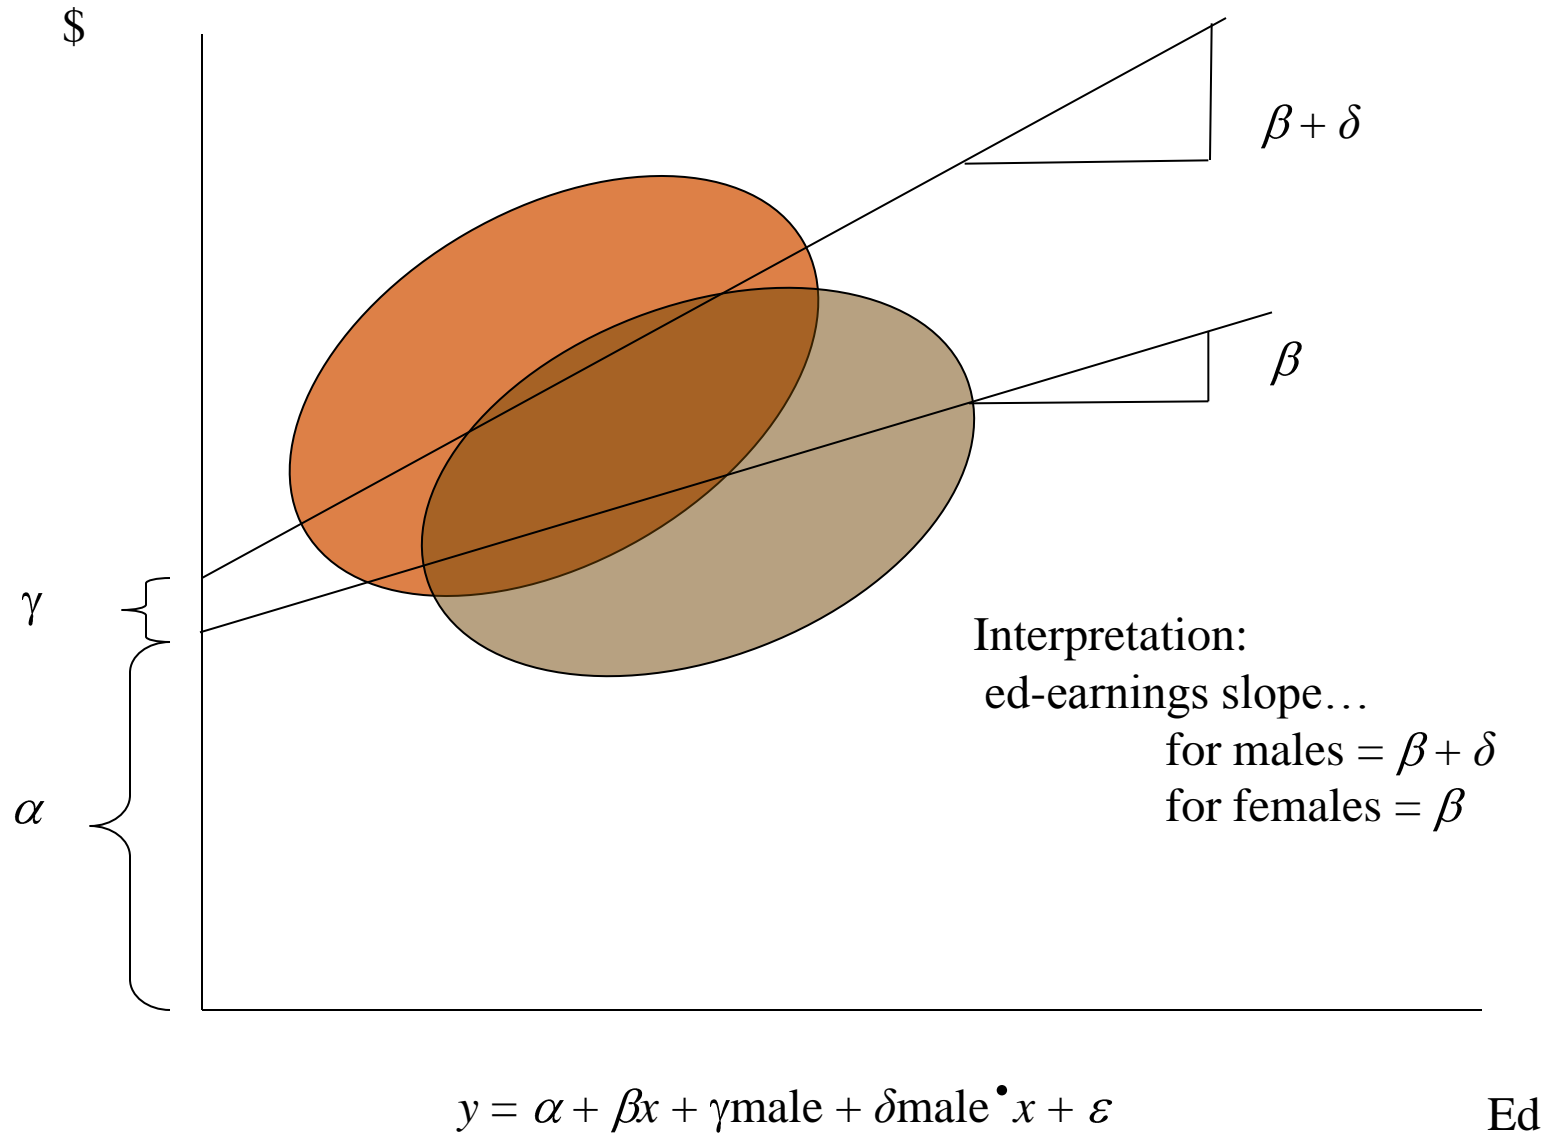 $
β + δ
β
γ
Interpretation:
ed-earnings slope…
for males = β + δ
for females = β
α
y = α + βx + γmale + δmale•x + ε
Ed